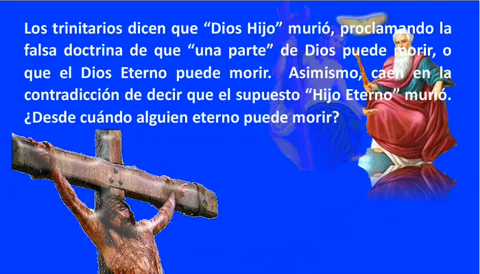 Los trinitarios dicen que “Dios Hijo” murió, proclamando la
falsa doctrina de que “una parte” de Dios puede morir, o
que el Dios Eterno puede morir. Asimismo, caen en la
contradicción de decir que el supuesto “Hijo Eterno” murió.
¿Desde cuándo alguien eterno puede morir?